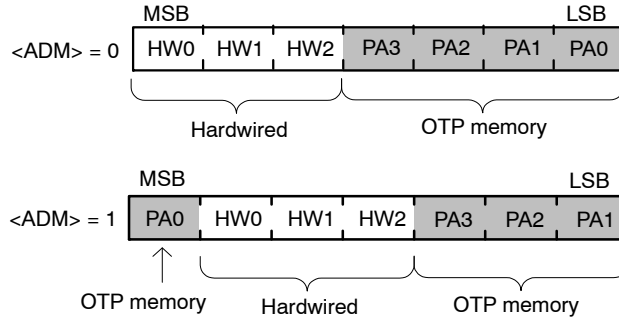 MSB LSB
<ADM> = 0 HW0 HW1 HW2 PA3 PA2 PA1 PA0
Hardwired OTP memory
MSB LSB
<ADM> = 1 PA0 HW0 HW1 HW2 PA3 PA2 PA1
OTP memory Hardwired OTP memory